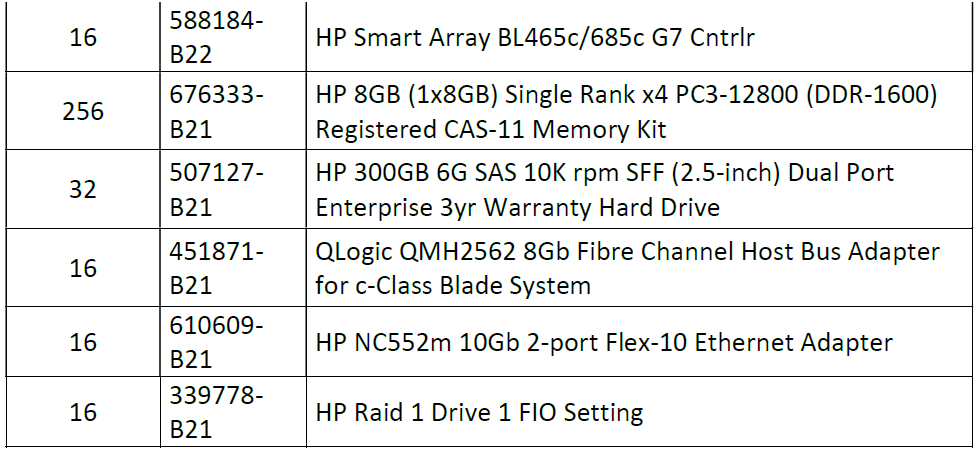 16 588184-B22 HP Smart Array BL465c/685c G7 Cntrlr
256 676333-B21 HP 8GB (1x8GB) Single Rank x4 PC3-12800 (DDR-1600)
Registered CAS-11 Memory Kit
32 507127-B21 HP 300GB 6G SAS 10K rpm SFF (2.5-inch) Dual Port
Enterprise 3yr Warranty Hard Drive
16 451871-B21 QLogic QMH2562 8Gb Fibre Channel Host Bus Adapter
for c-Class Blade System
16 610609-B21 HP NC552m 10Gb 2-port Flex-10 Ethernet Adapter
16 339778-B21 HP Raid 1 Drive 1 FIO Setting